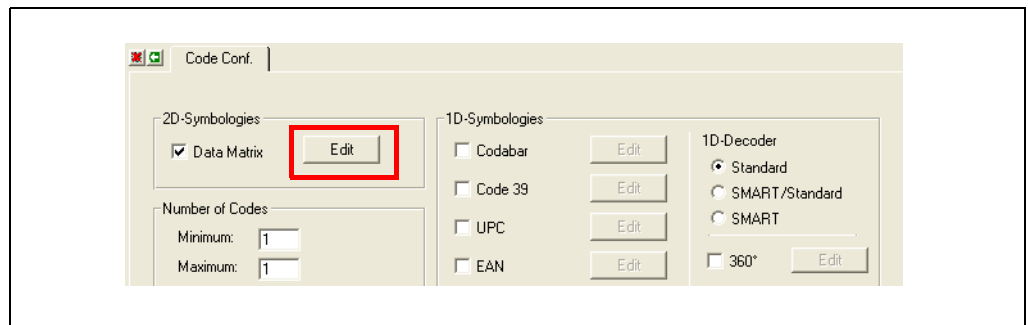 Code Conf.
2D-Symbologies
Data Matrix Edit
Number of Codes
Minimum: 1
Maximum: 1
1D-Symbologies
Codabar Edit
Code 39 Edit
UPC Edit
EAN Edit
1D-Decoder
Standard
SMART/Standard
SMART
360° Edit